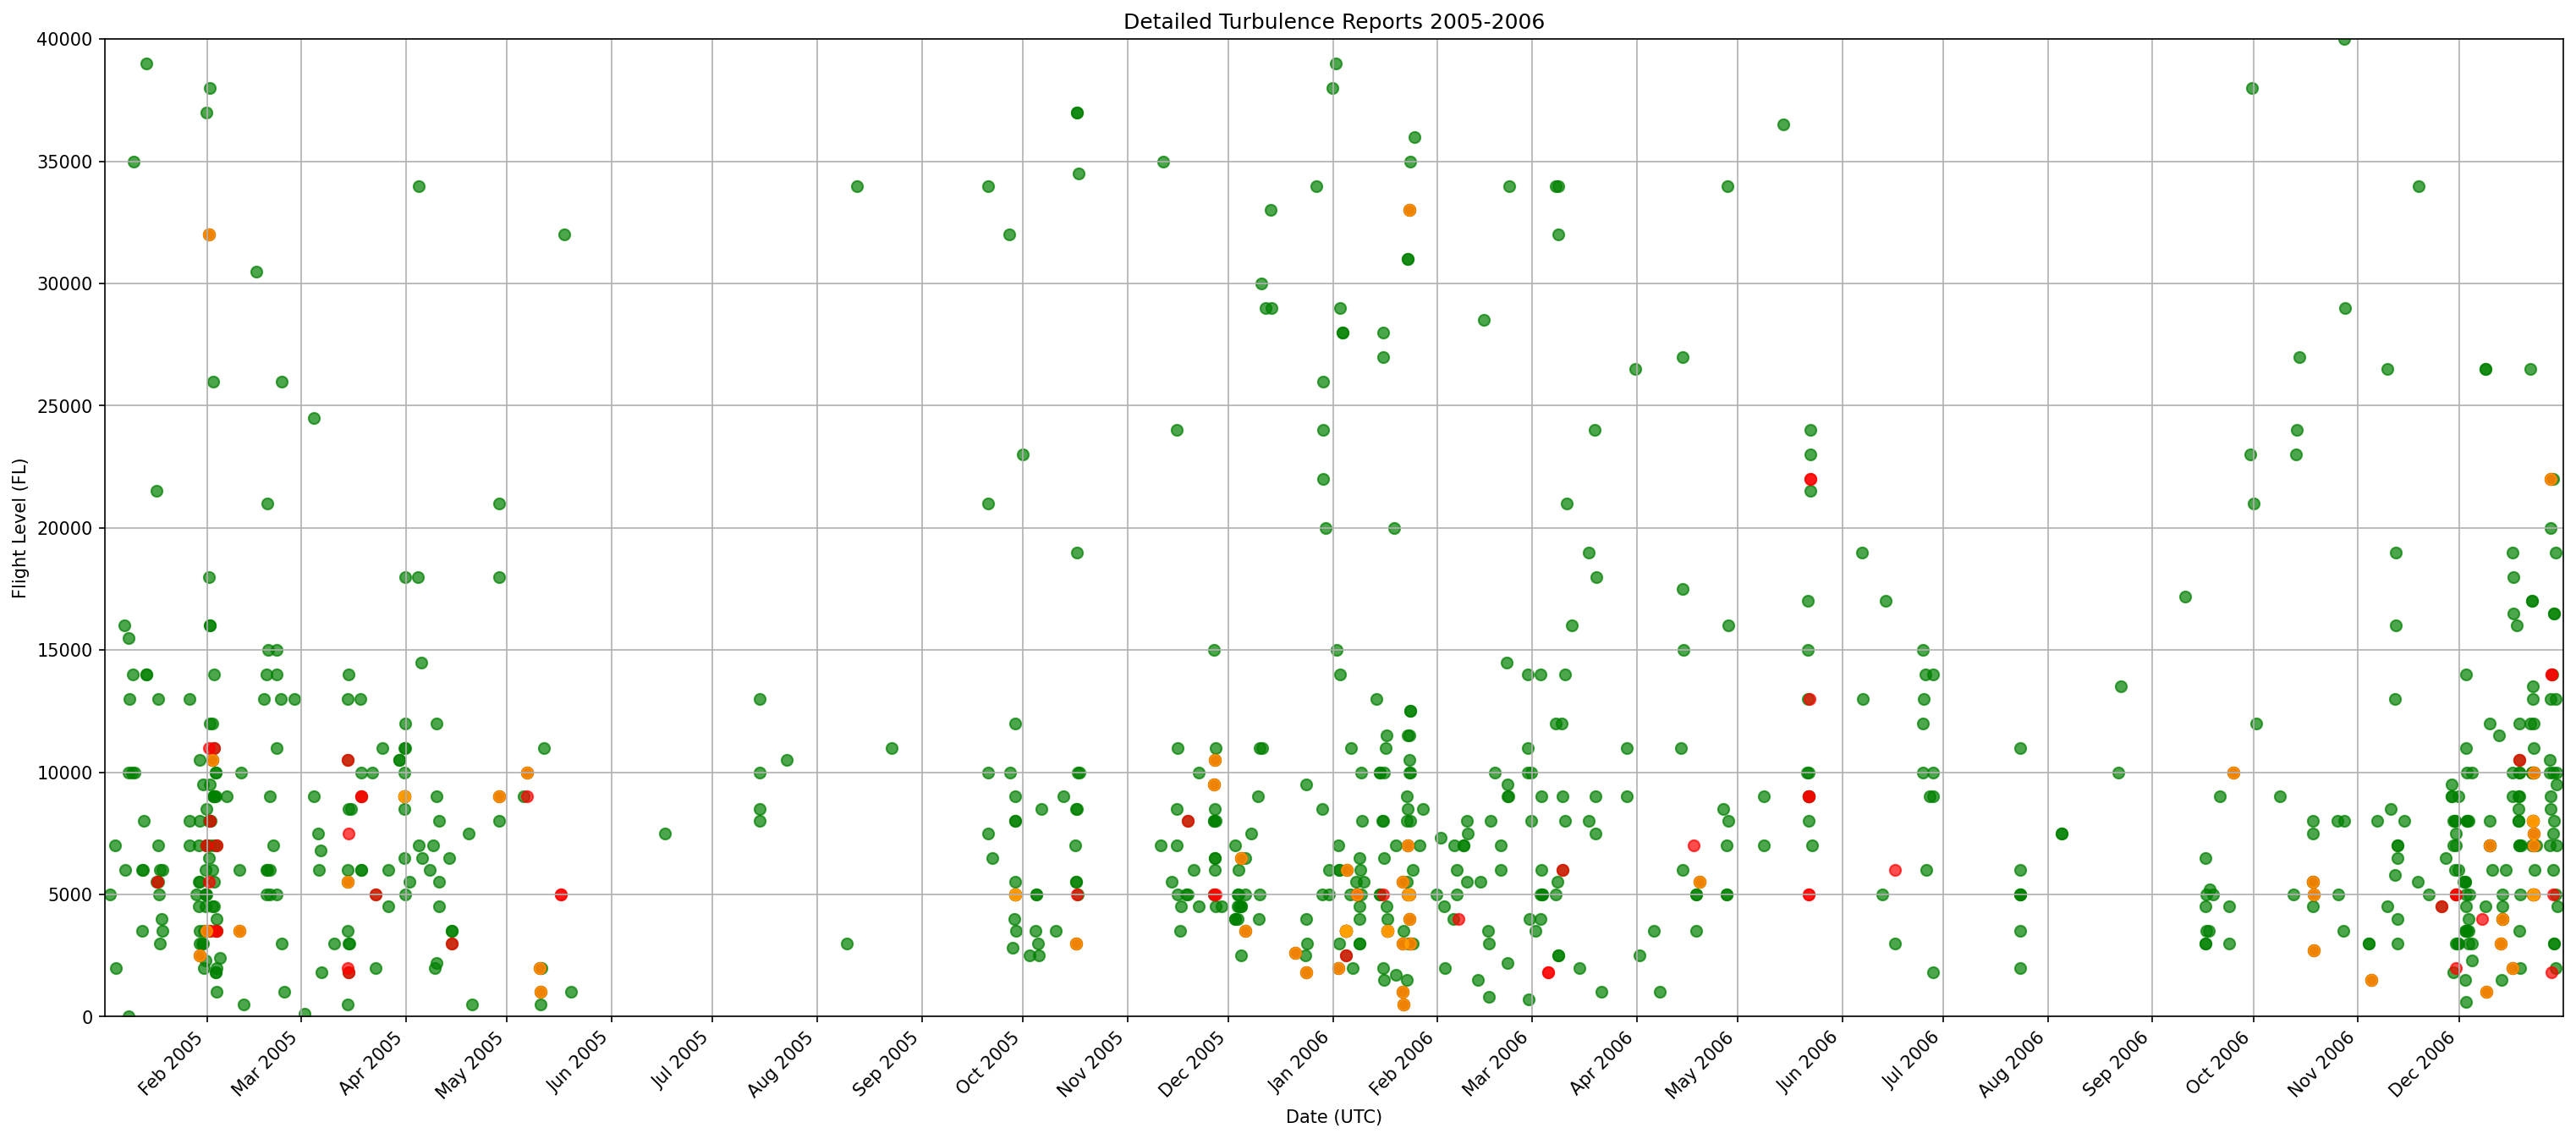 Detailed Turbulence Reports 2005-2006
40000
35000
30000
25000
20000
15000
10000
5000
0
Flight Level (FL)
Feb 2005
Mar 2005
Apr 2005
May 2005
Jun 2005
Jul 2005
Aug 2005
Sep 2005
Oct 2005
Nov 2005
Dec 2005
Jan 2006
Feb 2006
Mar 2006
Apr 2006
May 2006
Jun 2006
Jul 2006
Aug 2006
Sep 2006
Oct 2006
Nov 2006
Dec 2006
Date (UTC)